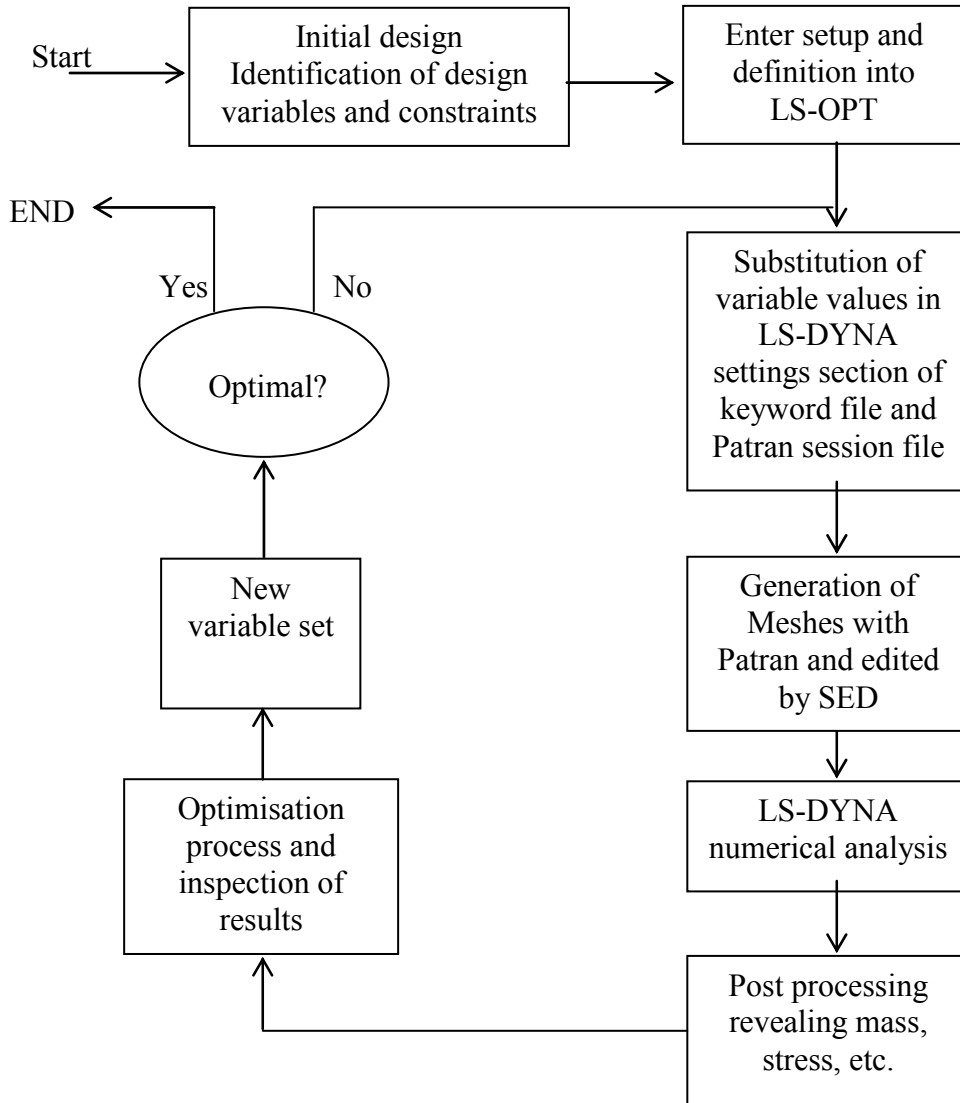 Start
Initial design
Identification of design
variables and constraints
Enter setup and
definition into
LS-OPT
Substitution of
variable values in
LS-DYNA
settings section of
keyword file and
Patran session file
Generation of
Meshes with
Patran and edited
by SED
LS-DYNA
numerical analysis
Post processing
revealing mass,
stress, etc.
Optimisation
process and
inspection of
results
New
variable set
Optimal?
Yes
No
END